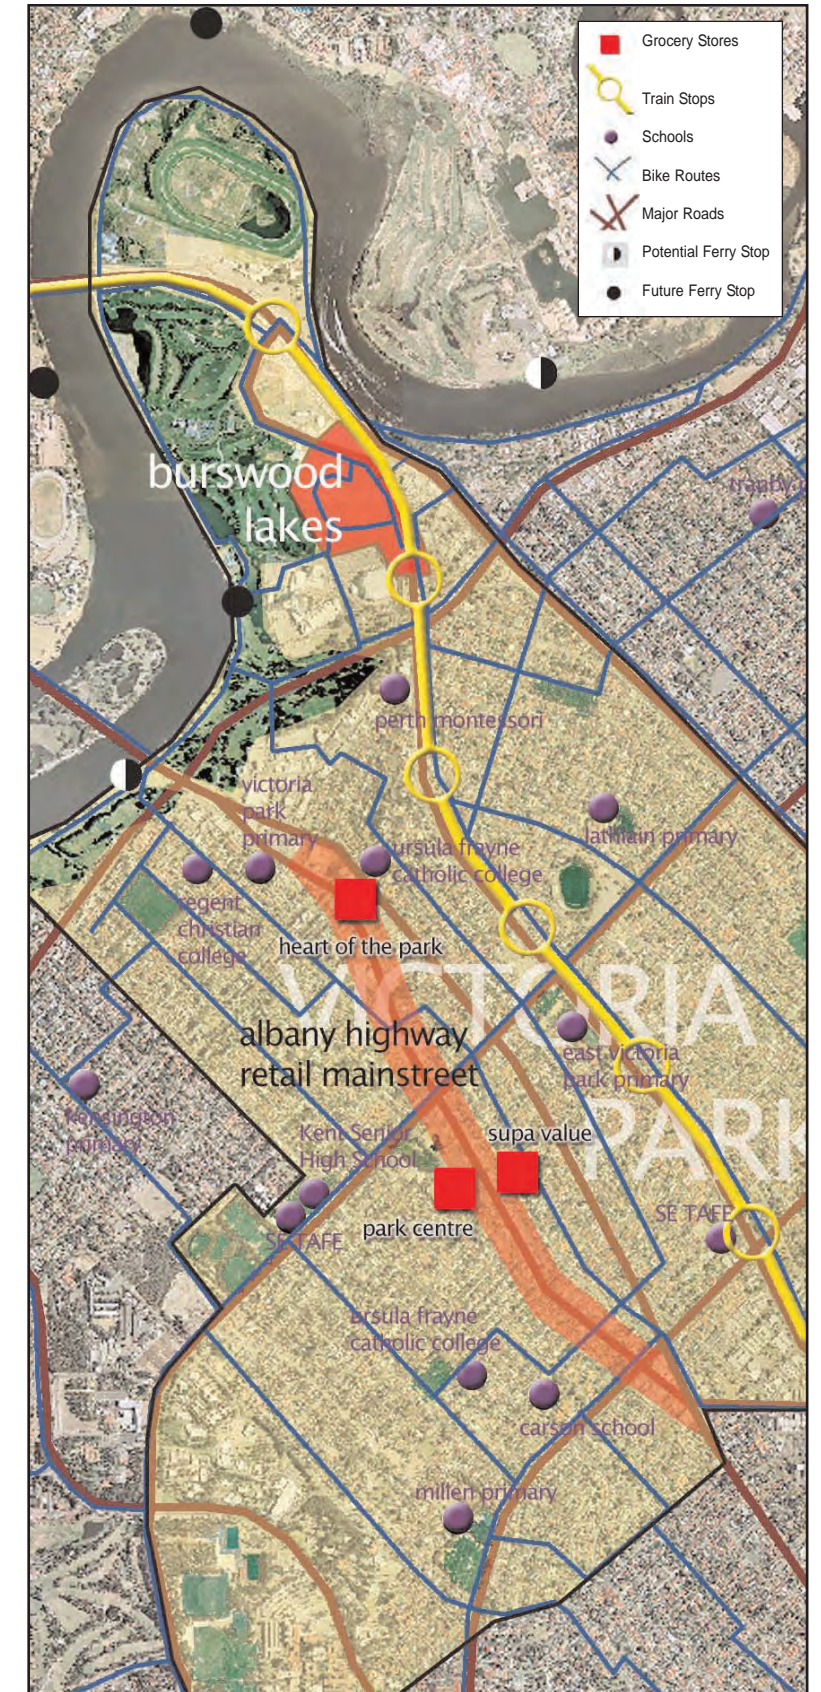 Grocery Stores
Train Stops
Schools
Bike Routes
Major Roads
Potential Ferry Stop
Future Ferry Stop
burswood
lakes
perth montessori
victoria
park
primary
ursula frayne
catholic college
lathlain primary
regent
christian
college
heart of the park
VICTORIA
PARK
albany highway
retail mainstreet
east victoria
park primary
kensington
primary
Kent Senior
High School
supa value
SE TAFE
park centre
SE TAFE
ursula frayne
catholic college
carson school
millen primary